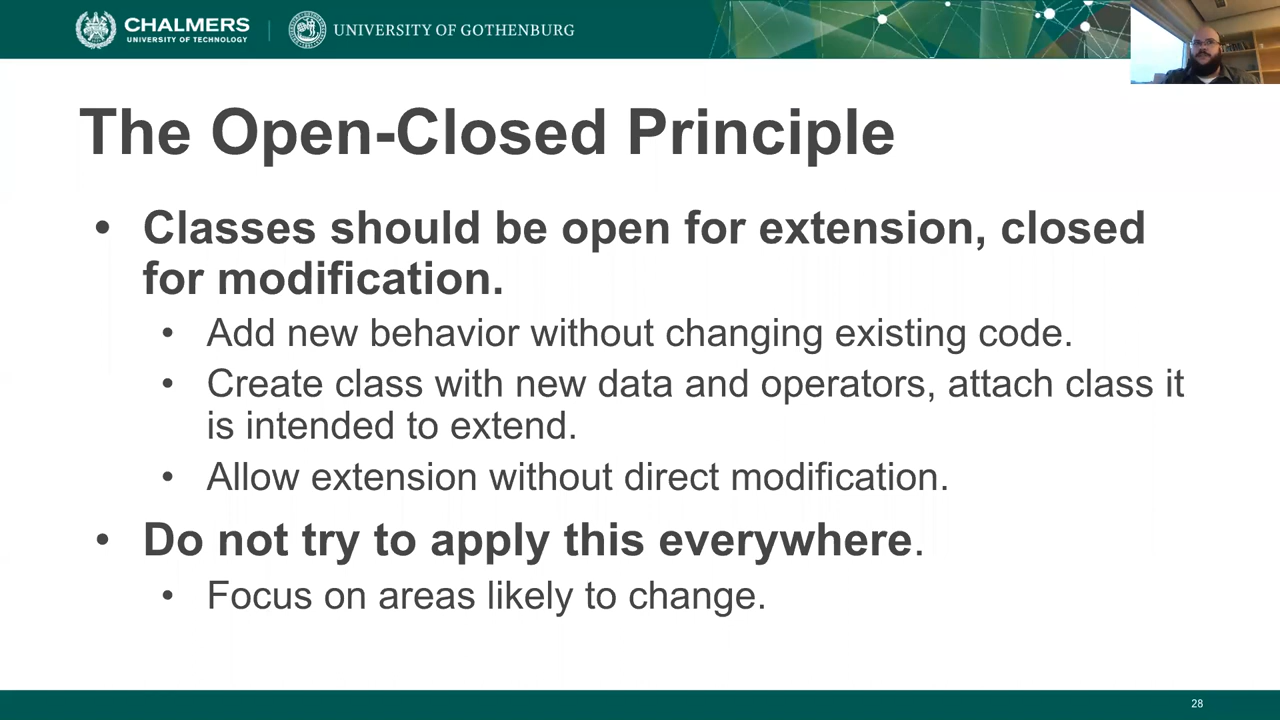 CHALMERS
UNIVERSITY OF TECHNOLOGY
UNIVERSITY OF GOTHENBURG
The Open-Closed Principle
• Classes should be open for extension, closed
for modification.
• Add new behavior without changing existing code.
• Create class with new data and operators, attach class it
is intended to extend.
• Allow extension without direct modification.
• Do not try to apply this everywhere.
• Focus on areas likely to change.
28